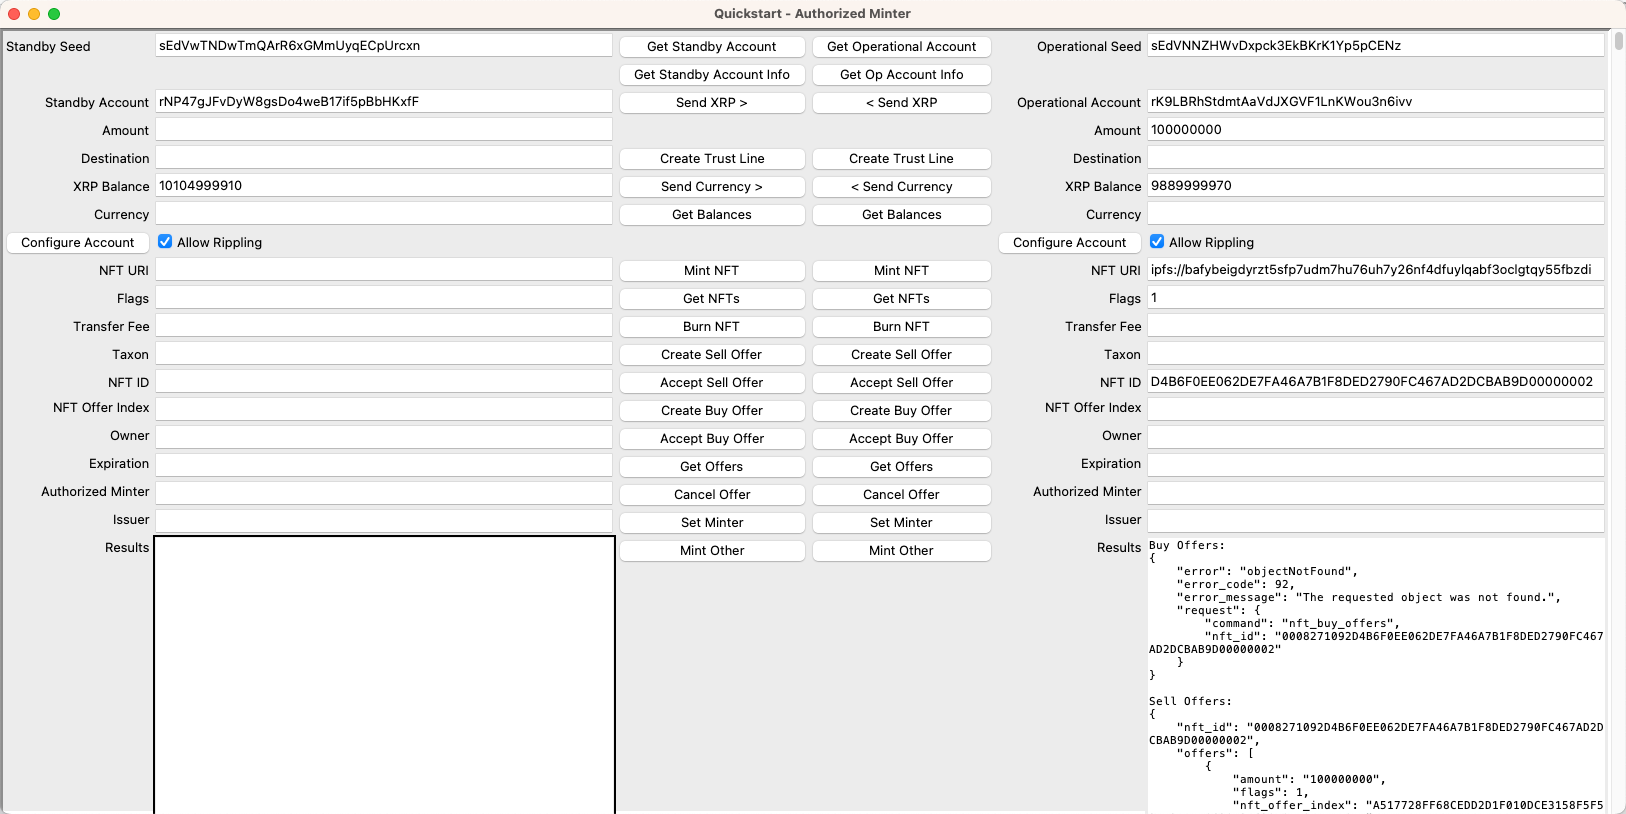 Quickstart - Authorized Minter
Standby Seed sEdVwTNDwTmQArR6xGMmUyqECpUrcxn Get Standby Account Get Operational Account Operational Seed sEdVNNZHWvDxpck3EkBKrK1Yp5pCENz
Get Standby Account Info Get Op Account Info
Standby Account rNP47gJFvDyW8gsDo4weB17if5pBbHKxfF Send XRP > < Send XRP Operational Account rK9LBRhStdmtAaVdJXGVF1LnKWou3n6ivv
Amount Amount 100000000
Destination Create Trust Line Create Trust Line Destination
XRP Balance 10104999910 Send Currency > < Send Currency XRP Balance 9889999970
Currency Get Balances Get Balances Currency
Configure Account Allow Rippling Configure Account Allow Rippling
NFT URI Mint NFT Mint NFT NFT URI ipfs://bafybeigdyrzt5sfp7udm7hu76uh7y26nf4dfuylqabf3oclgtqy55fbzdi
Flags Get NFTs Get NFTs Flags 1
Transfer Fee Burn NFT Burn NFT Transfer Fee
Taxon Create Sell Offer Create Sell Offer Taxon
NFT ID Accept Sell Offer Accept Sell Offer NFT ID D4B6F0EE062DE7FA46A7B1F8DED2790FC467AD2DCBAB9D00000002
NFT Offer Index Create Buy Offer Create Buy Offer NFT Offer Index
Owner Accept Buy Offer Accept Buy Offer Owner
Expiration Get Offers Get Offers Expiration
Authorized Minter Cancel Offer Cancel Offer Authorized Minter
Issuer Set Minter Set Minter Issuer
Results Mint Other Mint Other Results
Buy Offers:
{
"error": "objectNotFound",
"error_code": 92,
"error_message": "The requested object was not found.",
"request": {
"command": "nft_buy_offers",
"nft_id": "0008271092D4B6F0EE062DE7FA46A7B1F8DED2790FC467
AD2DCBAB9D00000002"
}
}
Sell Offers:
{
"nft_id": "0008271092D4B6F0EE062DE7FA46A7B1F8DED2790FC467AD2D
CBAB9D00000002",
"offers": [
{
"amount": "100000000",
"flags": 1,
"nft_offer_index": "A517728FF68CEDD2D1F010DCE3158F5F5